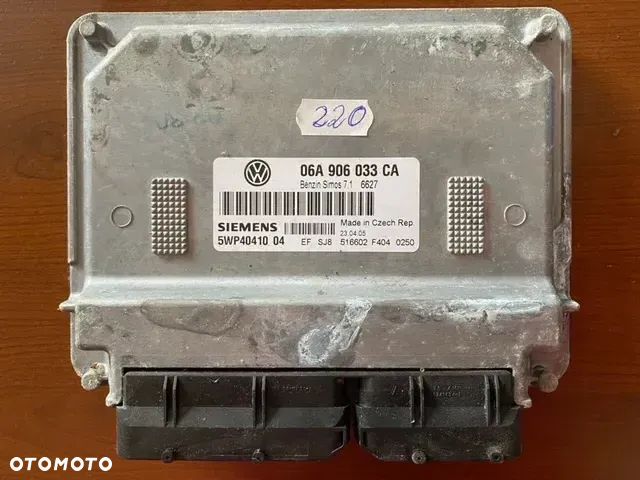 220
06A 906 033 CA
Benzin Simos 7.1 6627
SIEMENS
Made in Czech Rep.
23.04.05
5WP40410 04 EF SJ8 516602 F404 0250
OTOMOTO